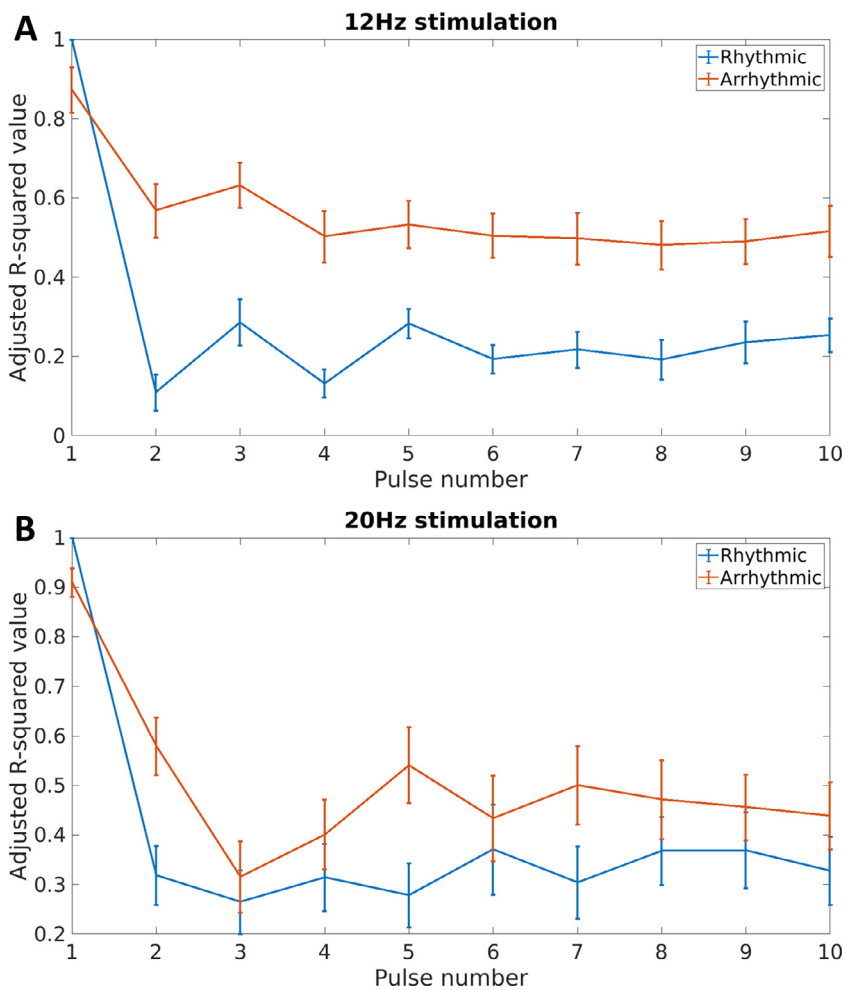 A
12Hz stimulation
Adjusted R-squared value
1
0.8
0.6
0.4
0.2
0
Rhythmic
Arrhythmic
1 2 3 4 5 6 7 8 9 10
Pulse number
B
20Hz stimulation
Adjusted R-squared value
1
0.9
0.8
0.7
0.6
0.5
0.4
0.3
0.2
Rhythmic
Arrhythmic
1 2 3 4 5 6 7 8 9 10
Pulse number